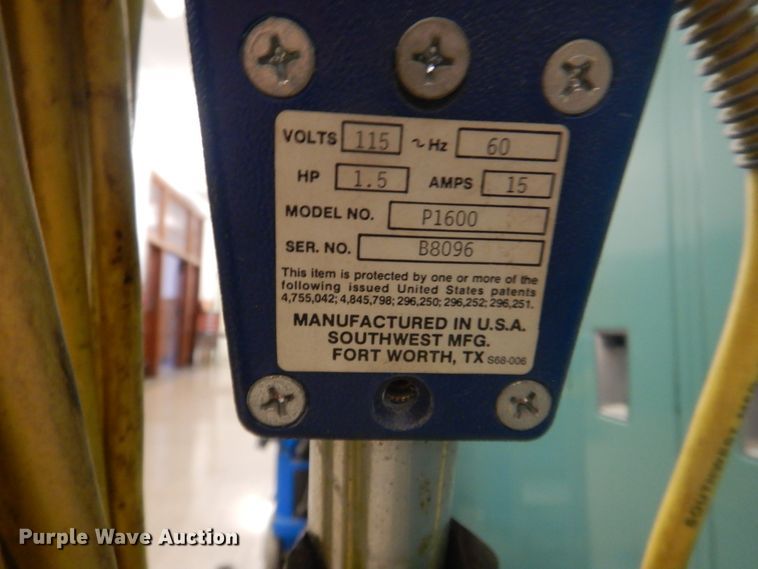 VOLTS 115 ~ Hz 60
HP 1.5 AMPS 15
MODEL NO. P1600
SER. NO. B8096
This item is protected by one or more of the
following issued United States patents
4,755,042; 4,845,798; 296,250; 296,252; 296,251.
MANUFACTURED IN U.S.A.
SOUTHWEST MFG.
FORT WORTH, TX S68-006
SOUTHWEST
Purple Wave Auction